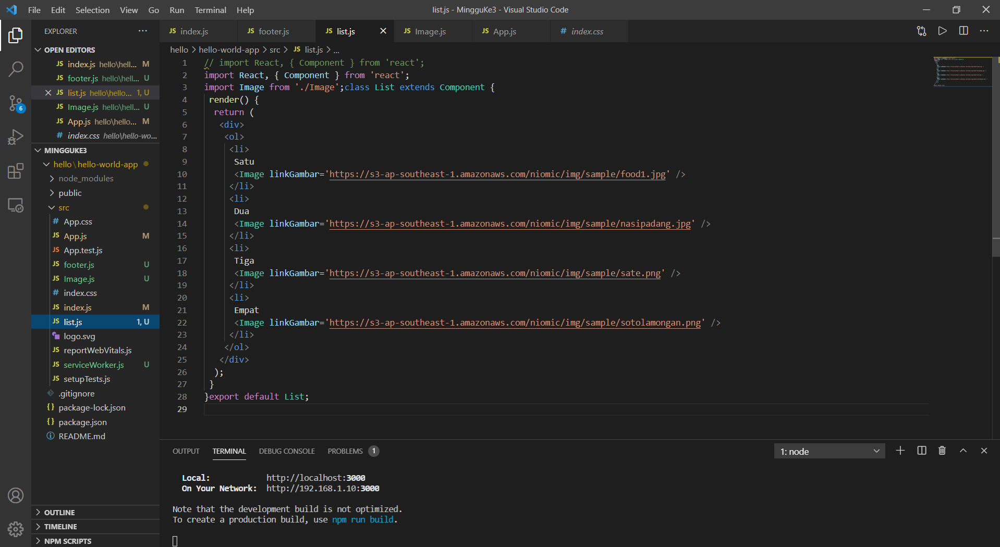 File Edit Selection View Go Run Terminal Help
list.js - MingguKe3 - Visual Studio Code
EXPLORER
JS index.js
JS footer.js
JS list.js
JS Image.js
JS App.js
# index.css
OPEN EDITORS
JS index.js hello\hell... M
JS footer.js hello\hell... U
JS list.js hello\hello... 1, U
JS Image.js hello\hell... U
JS App.js hello\hello... M
# index.css hello\hello-wo...
6
MINGGUKE3
hello \ hello-world-app
node_modules
public
src
# App.css
JS App.js M
JS App.test.js
JS footer.js U
JS Image.js U
# index.css
JS index.js M
JS list.js 1, U
logo.svg
JS reportWebVitals.js
JS serviceWorker.js U
JS setupTests.js
.gitignore
{} package-lock.json
{} package.json
README.md
OUTLINE
TIMELINE
NPM SCRIPTS
hello > hello-world-app > src > JS list.js > ...
1 // import React, { Component } from 'react';
2 import React, { Component } from 'react';
3 import Image from './Image';class List extends Component {
4 render() {
5 return (
6 <div>
7 <ol>
8 <li>
9 Satu
10 <Image linkGambar='https://s3-ap-southeast-1.amazonaws.com/niomic/img/sample/food1.jpg' />
11 </li>
12 <li>
13 Dua
14 <Image linkGambar='https://s3-ap-southeast-1.amazonaws.com/niomic/img/sample/nasipadang.jpg' />
15 </li>
16 <li>
17 Tiga
18 <Image linkGambar='https://s3-ap-southeast-1.amazonaws.com/niomic/img/sample/sate.png' />
19 </li>
20 <li>
21 Empat
22 <Image linkGambar='https://s3-ap-southeast-1.amazonaws.com/niomic/img/sample/sotolamongan.png' />
23 </li>
24 </ol>
25 </div>
26 );
27 }
28 }export default List;
29
OUTPUT TERMINAL DEBUG CONSOLE PROBLEMS 1
1: node
Local: http://localhost:3000
On Your Network: http://192.168.1.10:3000
Note that the development build is not optimized.
To create a production build, use npm run build.